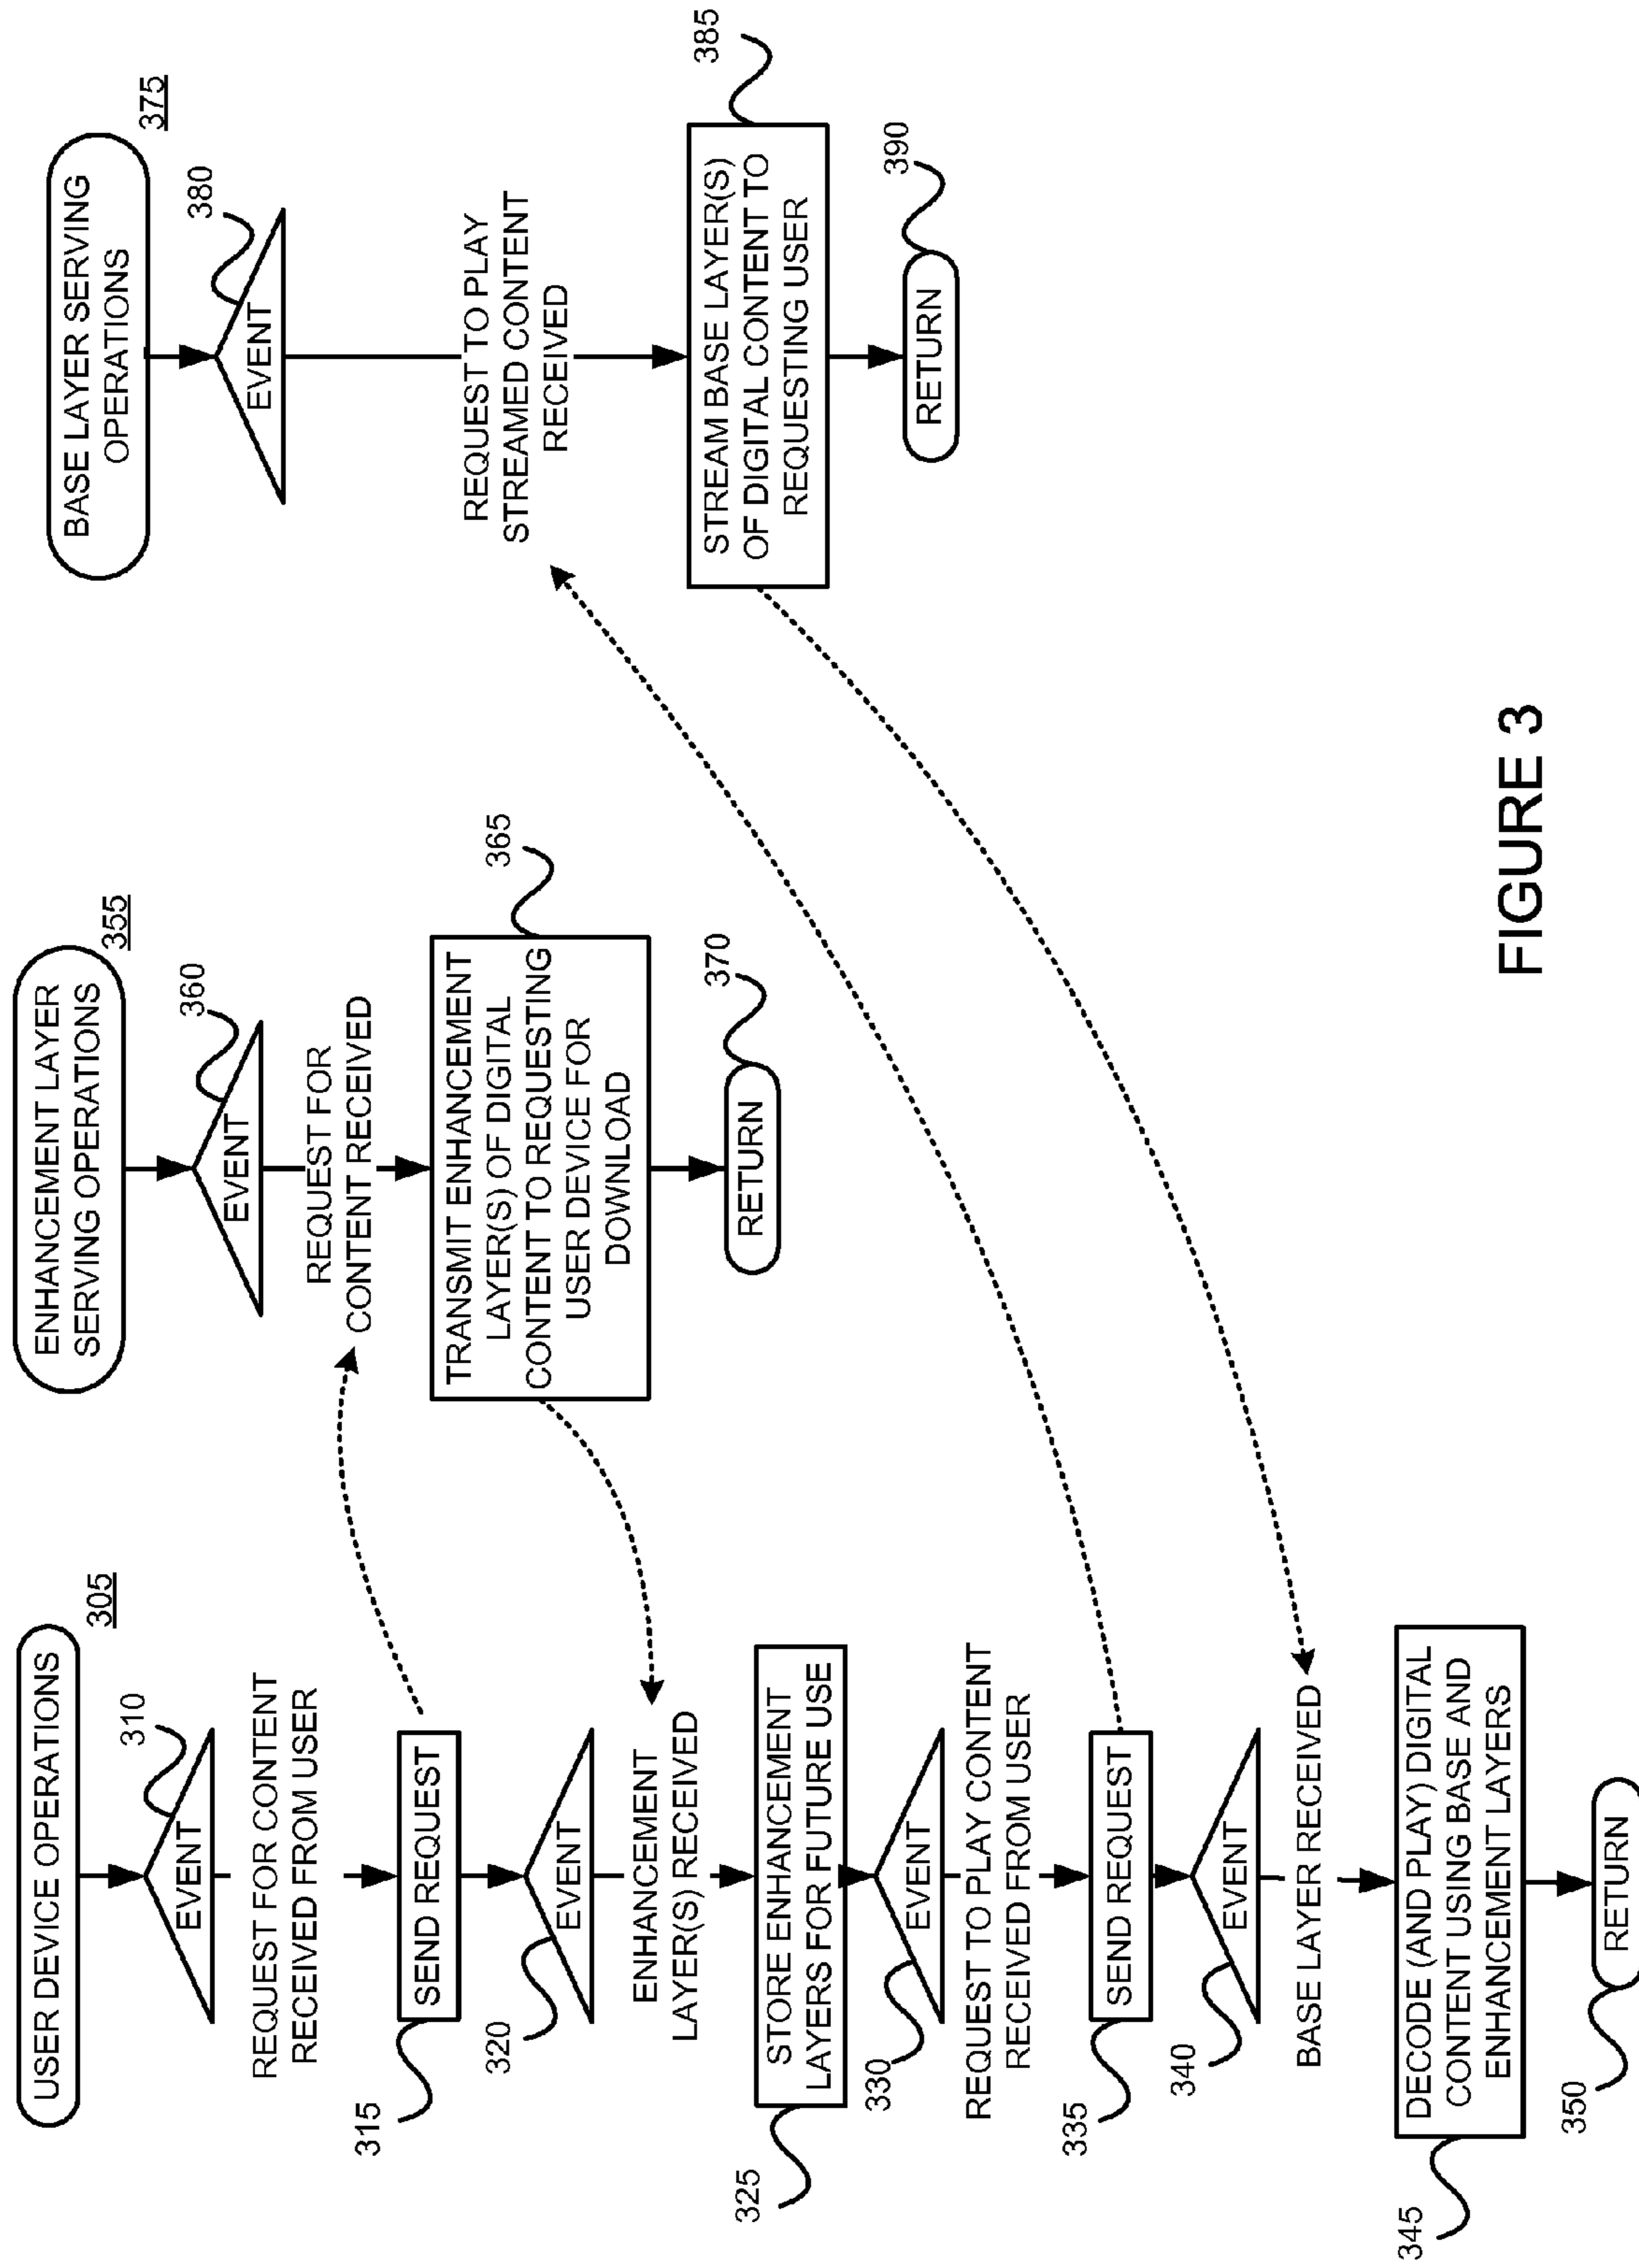 USER DEVICE OPERATIONS
305
310
EVENT
REQUEST FOR CONTENT
RECEIVED FROM USER
315
SEND REQUEST
320
EVENT
ENHANCEMENT
LAYER(S) RECEIVED
325
STORE ENHANCEMENT
LAYERS FOR FUTURE USE
330
EVENT
REQUEST TO PLAY CONTENT
RECEIVED FROM USER
335
SEND REQUEST
340
EVENT
BASE LAYER RECEIVED
345
DECODE (AND PLAY) DIGITAL
CONTENT USING BASE AND
ENHANCEMENT LAYERS
350
RETURN
ENHANCEMENT LAYER
SERVING OPERATIONS
355
360
EVENT
REQUEST FOR
CONTENT RECEIVED
365
TRANSMIT ENHANCEMENT
LAYER(S) OF DIGITAL
CONTENT TO REQUESTING
USER DEVICE FOR
DOWNLOAD
370
RETURN
BASE LAYER SERVING
OPERATIONS
375
380
EVENT
REQUEST TO PLAY
STREAMED CONTENT
RECEIVED
385
STREAM BASE LAYER(S)
OF DIGITAL CONTENT TO
REQUESTING USER
390
RETURN
FIGURE 3